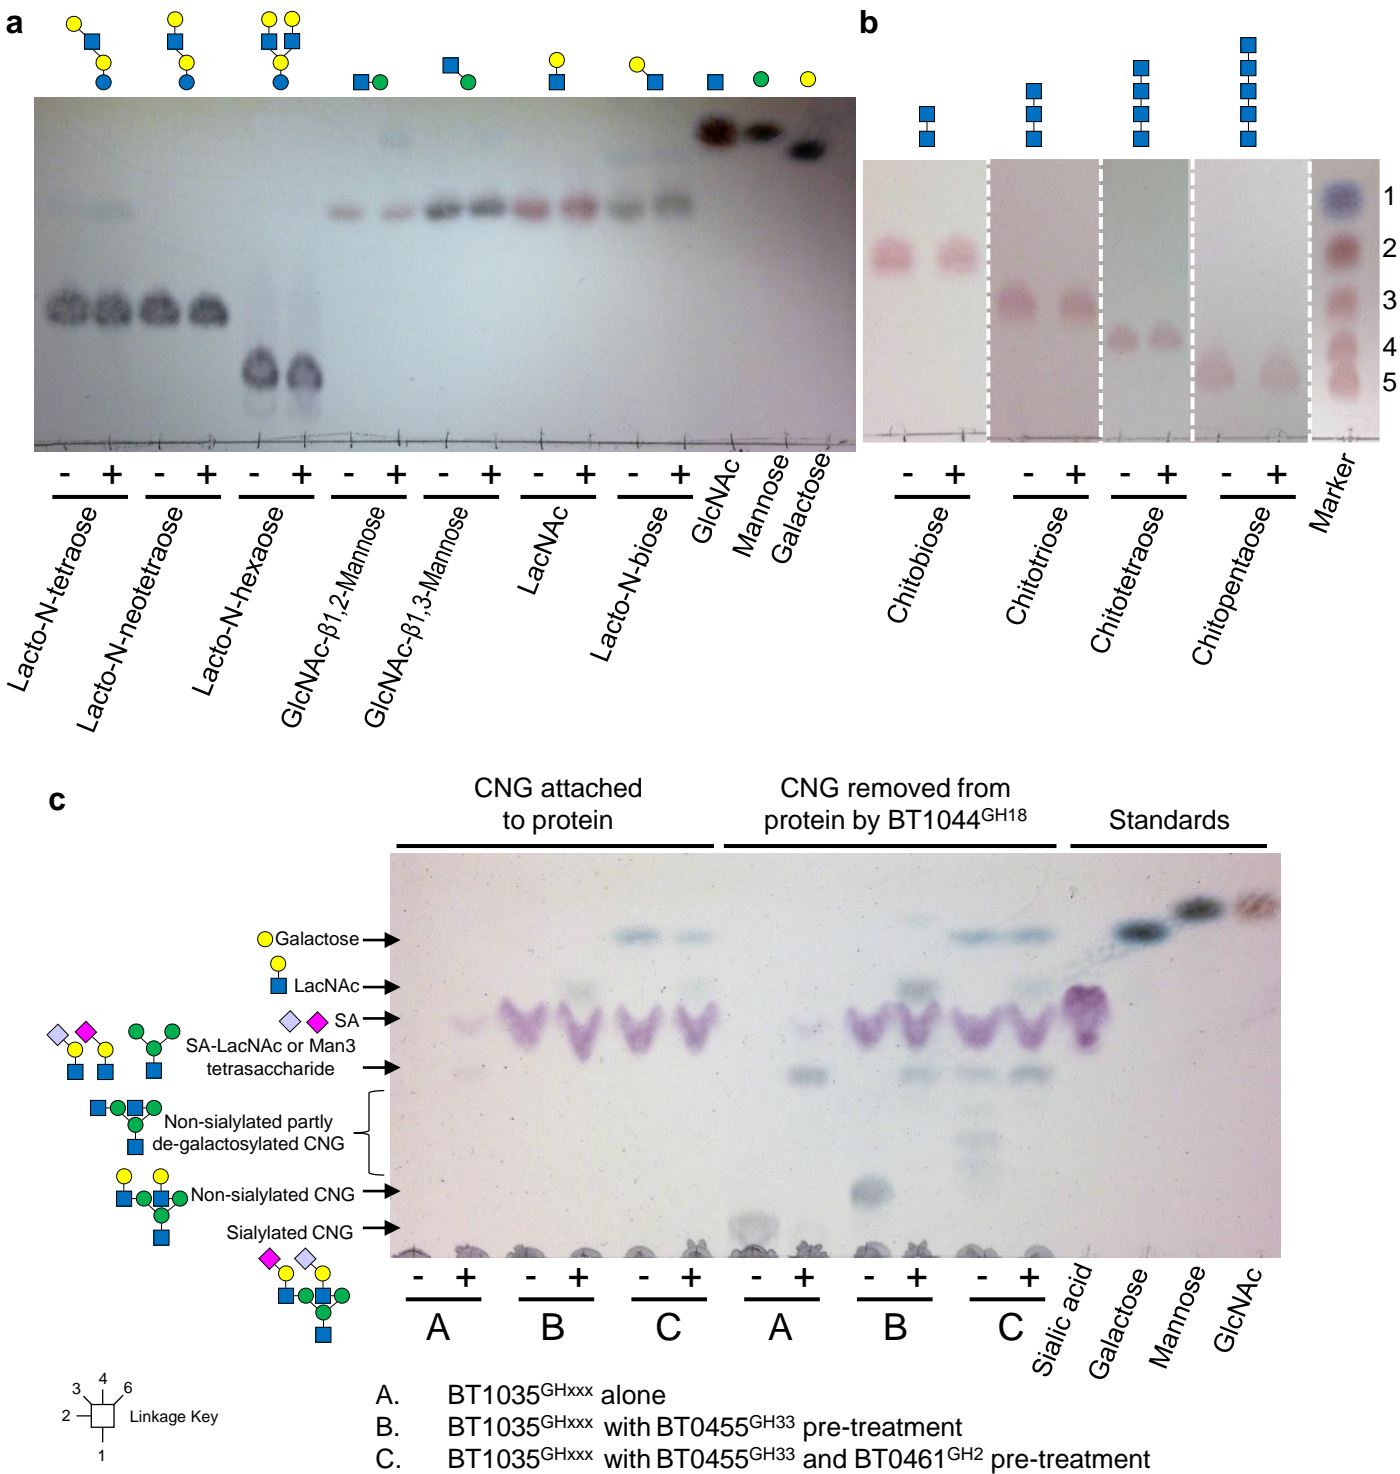 a
b
- + - + - + - + - + - + - +
Lacto-N-tetraose
Lacto-N-neotetraose
Lacto-N-hexaose
GlcNAc-β1,2-Mannose
GlcNAc-β1,3-Mannose
LacNAc
Lacto-N-biose
GlcNAc
Mannose
Galactose
1
2
3
4
5
- + - + - + - +
Chitobiose
Chitotriose
Chitotetraose
Chitopentaose
Marker
c
CNG attached
to protein
CNG removed from
protein by BT1044GH18
Standards
Galactose
LacNAc
SA
SA-LacNAc or Man3
tetrasaccharide
Non-sialylated partly
de-galactosylated CNG
Non-sialylated CNG
Sialylated CNG
- + - + - + - + - + - +
A B C A B C
Sialic acid
Galactose
Mannose
GlcNAc
3 4 6
2
1
Linkage Key
A. BT1035GHxxx alone
B. BT1035GHxxx with BT0455GH33 pre-treatment
C. BT1035GHxxx with BT0455GH33 and BT0461GH2 pre-treatment